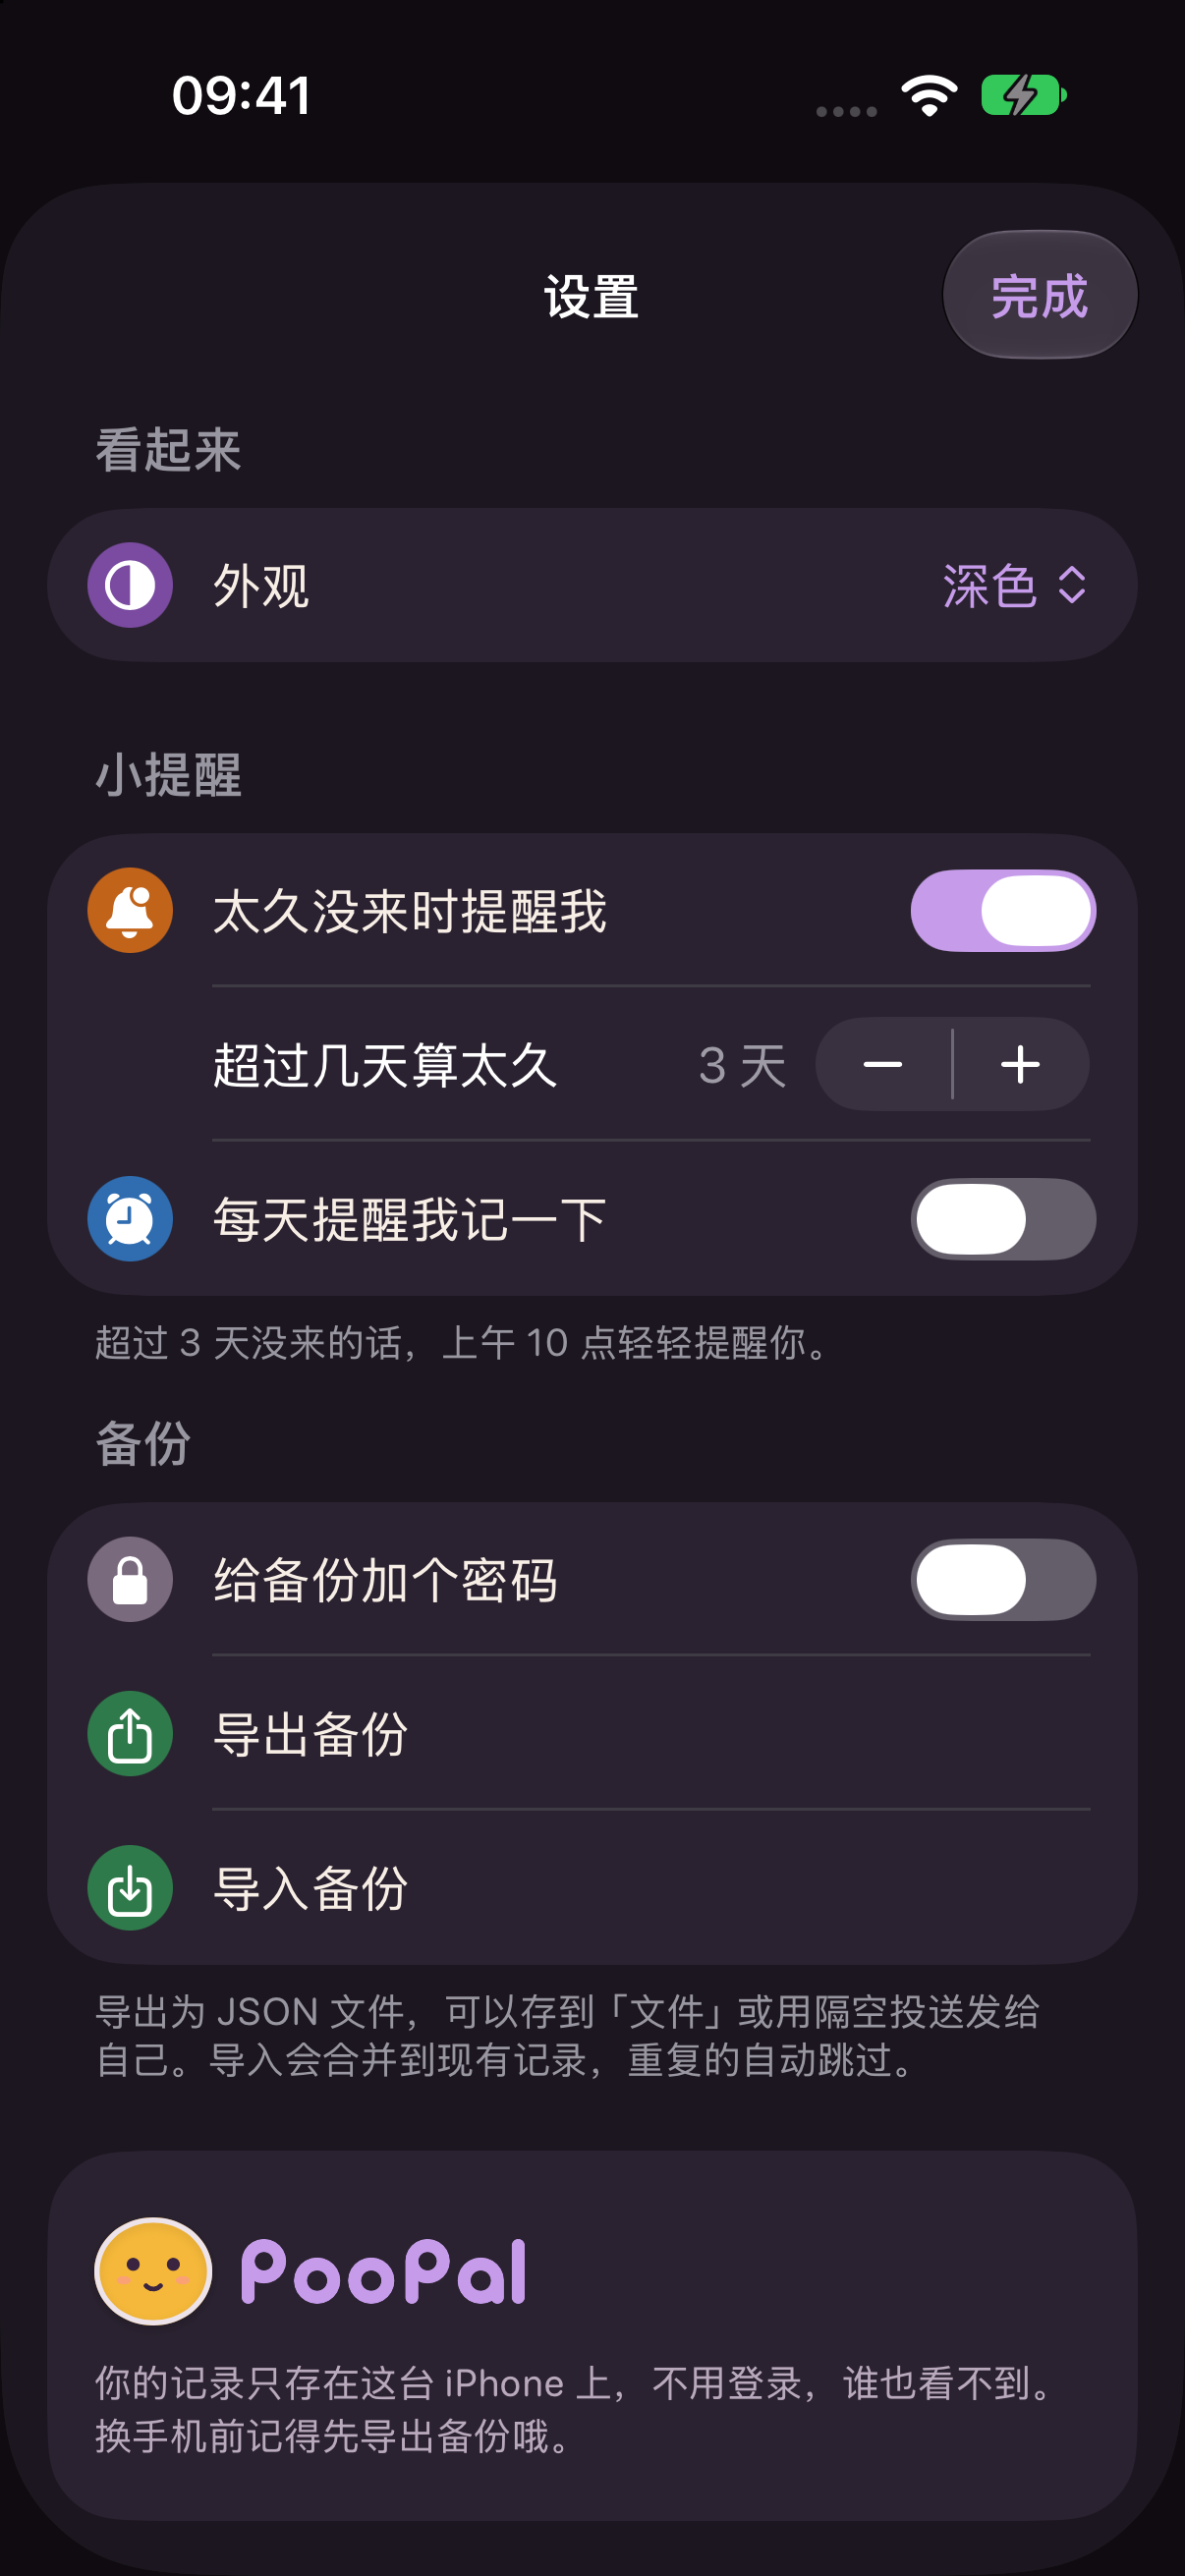 09:41
设置
完成
看起来
外观
深色
小提醒
太久没来时提醒我
超过几天算太久
3 天
每天提醒我记一下
超过 3 天没来的话，上午 10 点轻轻提醒你。
备份
给备份加个密码
导出备份
导入备份
导出为 JSON 文件，可以存到「文件」或用隔空投送发给
自己。导入会合并到现有记录，重复的自动跳过。
PooPal
你的记录只存在这台 iPhone 上，不用登录，谁也看不到。
换手机前记得先导出备份哦。